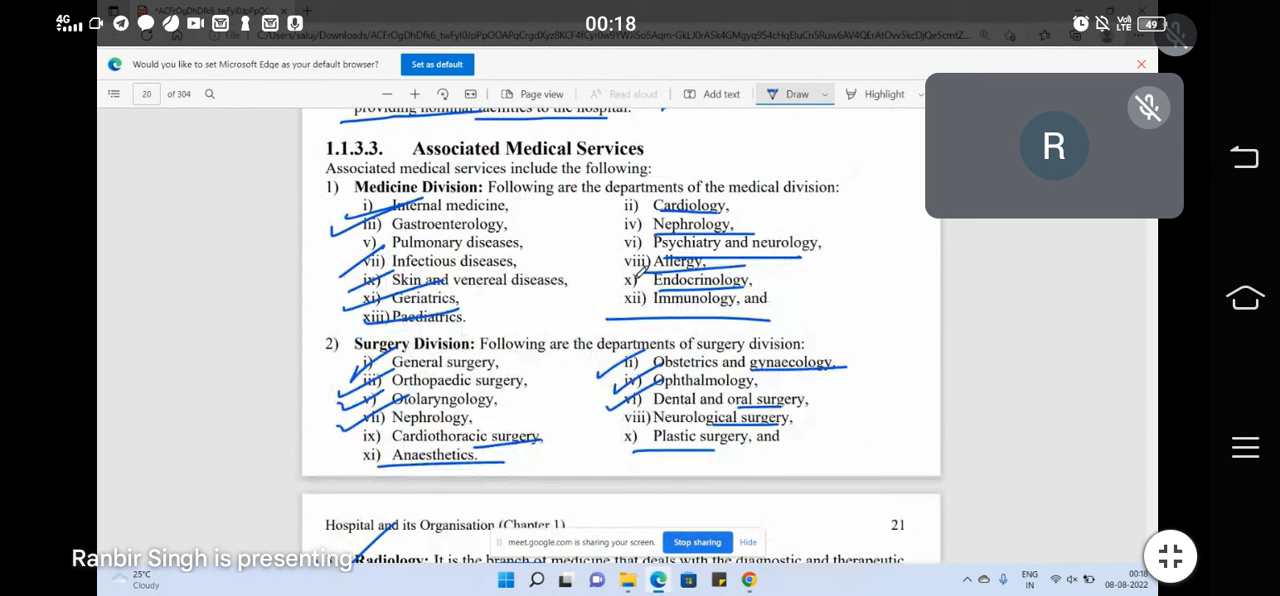 4G 00:18 VoI) LTE 49
*ACFrOgDhDfk6_twFyI0JpPpOO
File C:/Users/saluj/Downloads/
Would you like to set Microsoft Edge as your default browser? Set as default
20 of 304 Page view Read aloud Add text Draw Highlight
providing nominal facilities to the hospital.
R
1.1.3.3. Associated Medical Services
Associated medical services include the following:
1) Medicine Division: Following are the departments of the medical division:
i) Internal medicine, ii) Cardiology,
iii) Gastroenterology, iv) Nephrology,
v) Pulmonary diseases, vi) Psychiatry and neurology,
vii) Infectious diseases, viii) Allergy,
ix) Skin and venereal diseases, x) Endocrinology,
xi) Geriatrics, xii) Immunology, and
xiii) Paediatrics.
2) Surgery Division: Following are the departments of surgery division:
i) General surgery, ii) Obstetrics and gynaecology,
iii) Orthopaedic surgery, iv) Ophthalmology,
v) Otolaryngology, vi) Dental and oral surgery,
vii) Nephrology, viii) Neurological surgery,
ix) Cardiothoracic surgery, x) Plastic surgery, and
xi) Anaesthetics.
Hospital and its Organisation (Chapter 1) 21
meet.google.com is sharing your screen. Stop sharing Hide
Radiology: It is the branch of medicine that deals with the diagnostic and therapeutic
Ranbir Singh is presenting
25°C
Cloudy
ENG
IN
00:18
08-08-2022